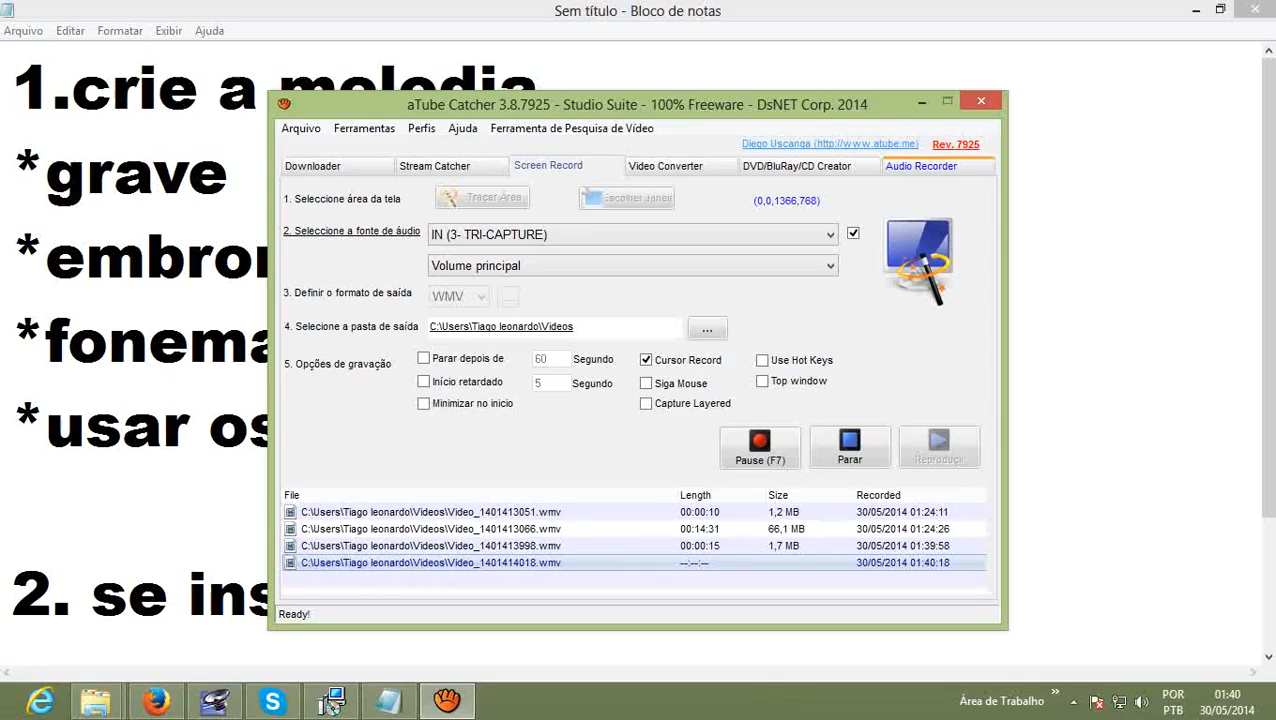 Sem título - Bloco de notas
Arquivo Editar Formatar Exibir Ajuda
1.crie a melodia
*grave
*usar os
2. se
aTube Catcher 3.8.7925 - Studio Suite - 100% Freeware - DsNET Corp. 2014
Arquivo Ferramentas Perfis Ajuda Ferramenta de Pesquisa de Vídeo
Diego Uscanga (http://www.atube.me) Rev. 7925
Downloader Stream Catcher Screen Record Video Converter DVD/BluRay/CD Creator Audio Recorder
1. Seleccione área da tela Traçar Área Escolher Janela (0,0,1366,768)
2. Seleccione a fonte de áudio IN (3- TRI-CAPTURE)
Volume principal
3. Definir o formato de saída WMV ...
4. Selecione a pasta de saída C:\Users\Tiago leonardo\Videos ...
5. Opções de gravação Parar depois de 60 Segundo Cursor Record Use Hot Keys
Início retardado 5 Segundo Siga Mouse Top window
Minimizar no inicio Capture Layered
Pause (F7) Parar Reproduzir
File Length Size Recorded
C:\Users\Tiago leonardo\Videos\Video_1401413051.wmv 00:00:10 1,2 MB 30/05/2014 01:24:11
C:\Users\Tiago leonardo\Videos\Video_1401413066.wmv 00:14:31 66,1 MB 30/05/2014 01:24:26
C:\Users\Tiago leonardo\Videos\Video_1401413998.wmv 00:00:15 1,7 MB 30/05/2014 01:39:58
C:\Users\Tiago leonardo\Videos\Video_1401414018.wmv --:--:-- 30/05/2014 01:40:18
Ready!
Área de Trabalho » POR 01:40
PTB 30/05/2014